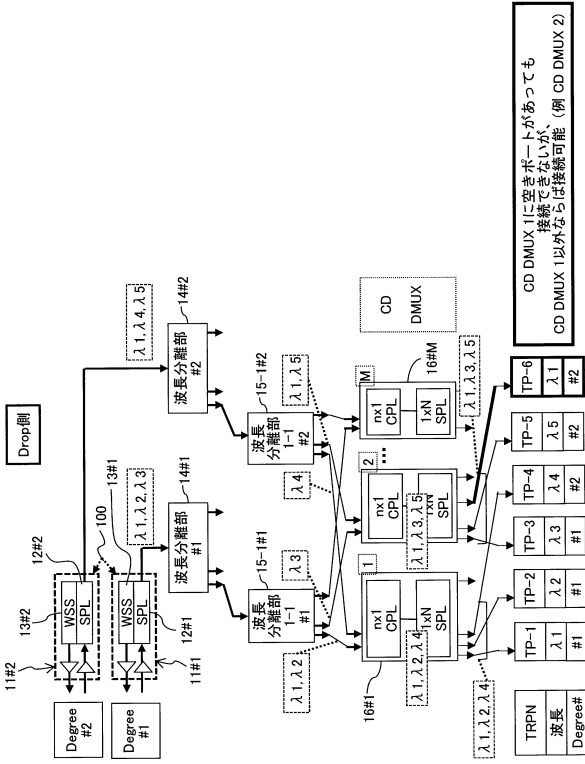 Drop側
Degree
#2
Degree
#1
11#2
11#1
13#2
12#2
100
13#1
12#1
WSS
SPL
WSS
SPL
λ1,λ4,λ5
λ1,λ2,λ3
14#2
波長分離部
#2
14#1
波長分離部
#1
15-1#2
波長
分離部
1-1
#2
15-1#1
波長
分離部
1-1
#1
λ1,λ5
λ4
λ3
λ1,λ2
CD
DMUX
16#M
M
nx1
CPL
1xN
SPL
2
nx1
CPL
1xN
SPL
λ1,λ3,λ5
λ1,λ3,λ5
16#1
1
nx1
CPL
1xN
SPL
λ1,λ2,λ4
λ1,λ2,λ4
TRPN
波長
Degree#
TP-1
λ1
#1
TP-2
λ2
#1
TP-3
λ3
#1
TP-4
λ4
#2
TP-5
λ5
#2
TP-6
λ1
#2
CD DMUX 1に空きポートがあっても
接続できないが、
CD DMUX 1以外ならば接続可能（例 CD DMUX 2）